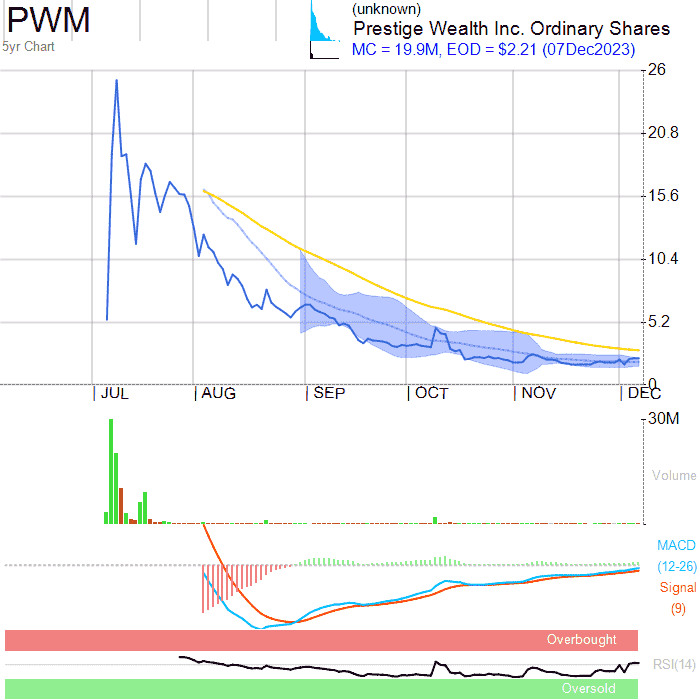 PWM
5yr Chart
(unknown)
Prestige Wealth Inc. Ordinary Shares
MC = 19.9M, EOD = $2.21 (07Dec2023)
26
20.8
15.6
10.4
5.2
0
JUL AUG SEP OCT NOV DEC
30M
Volume
MACD
(12-26)
Signal
(9)
Overbought
RSI(14)
Oversold